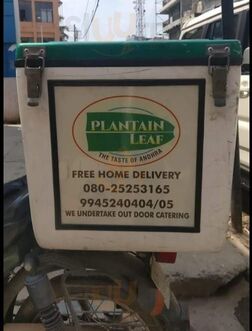 PLANTAIN
LEAF
THE TASTE OF ANDHRA
FREE HOME DELIVERY
080-25253165
9945240404/05
WE UNDERTAKE OUT DOOR CATERING